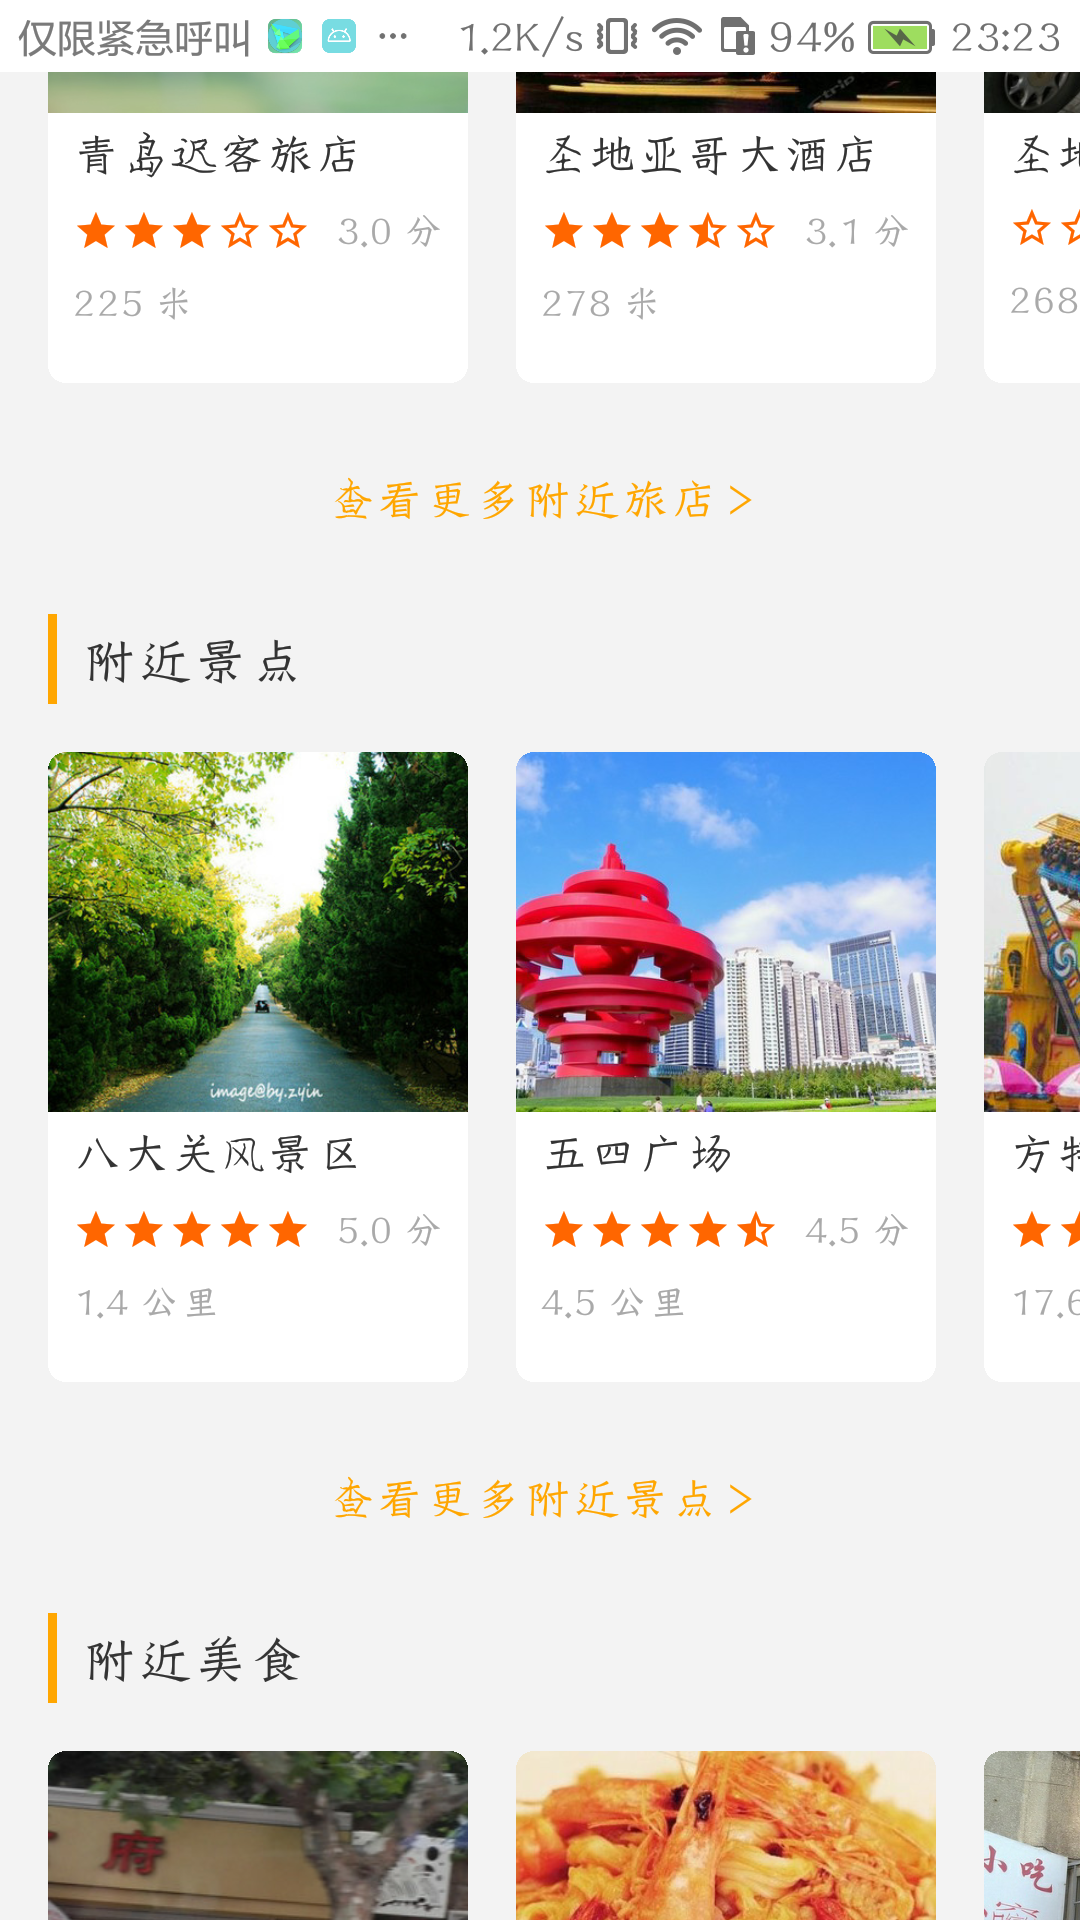 仅限紧急呼叫 ... 1.2K/s 94% 23:23
青岛迟客旅店
3.0 分
225 米
圣地亚哥大酒店
3.1 分
278 米
圣地
268
查看更多附近旅店>
附近景点
image@by.zyin
八大关风景区
5.0 分
1.4 公里
五四广场
4.5 分
4.5 公里
方特
17.6
查看更多附近景点>
附近美食
府
小吃